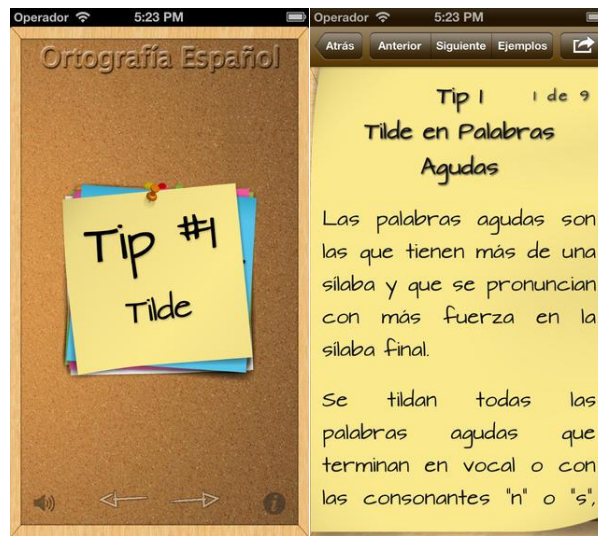 Operador 5:23 PM
Ortografía Español
Tip #1
Tilde
Operador 5:23 PM
Atrás Anterior Siguiente Ejemplos
Tip 1 1 de 9
Tilde en Palabras
Agudas
Las palabras agudas son
las que tienen más de una
sílaba y que se pronuncian
con más fuerza en la
sílaba final.
Se tildan todas las
palabras agudas que
terminan en vocal o con
las consonantes "n" o "s",